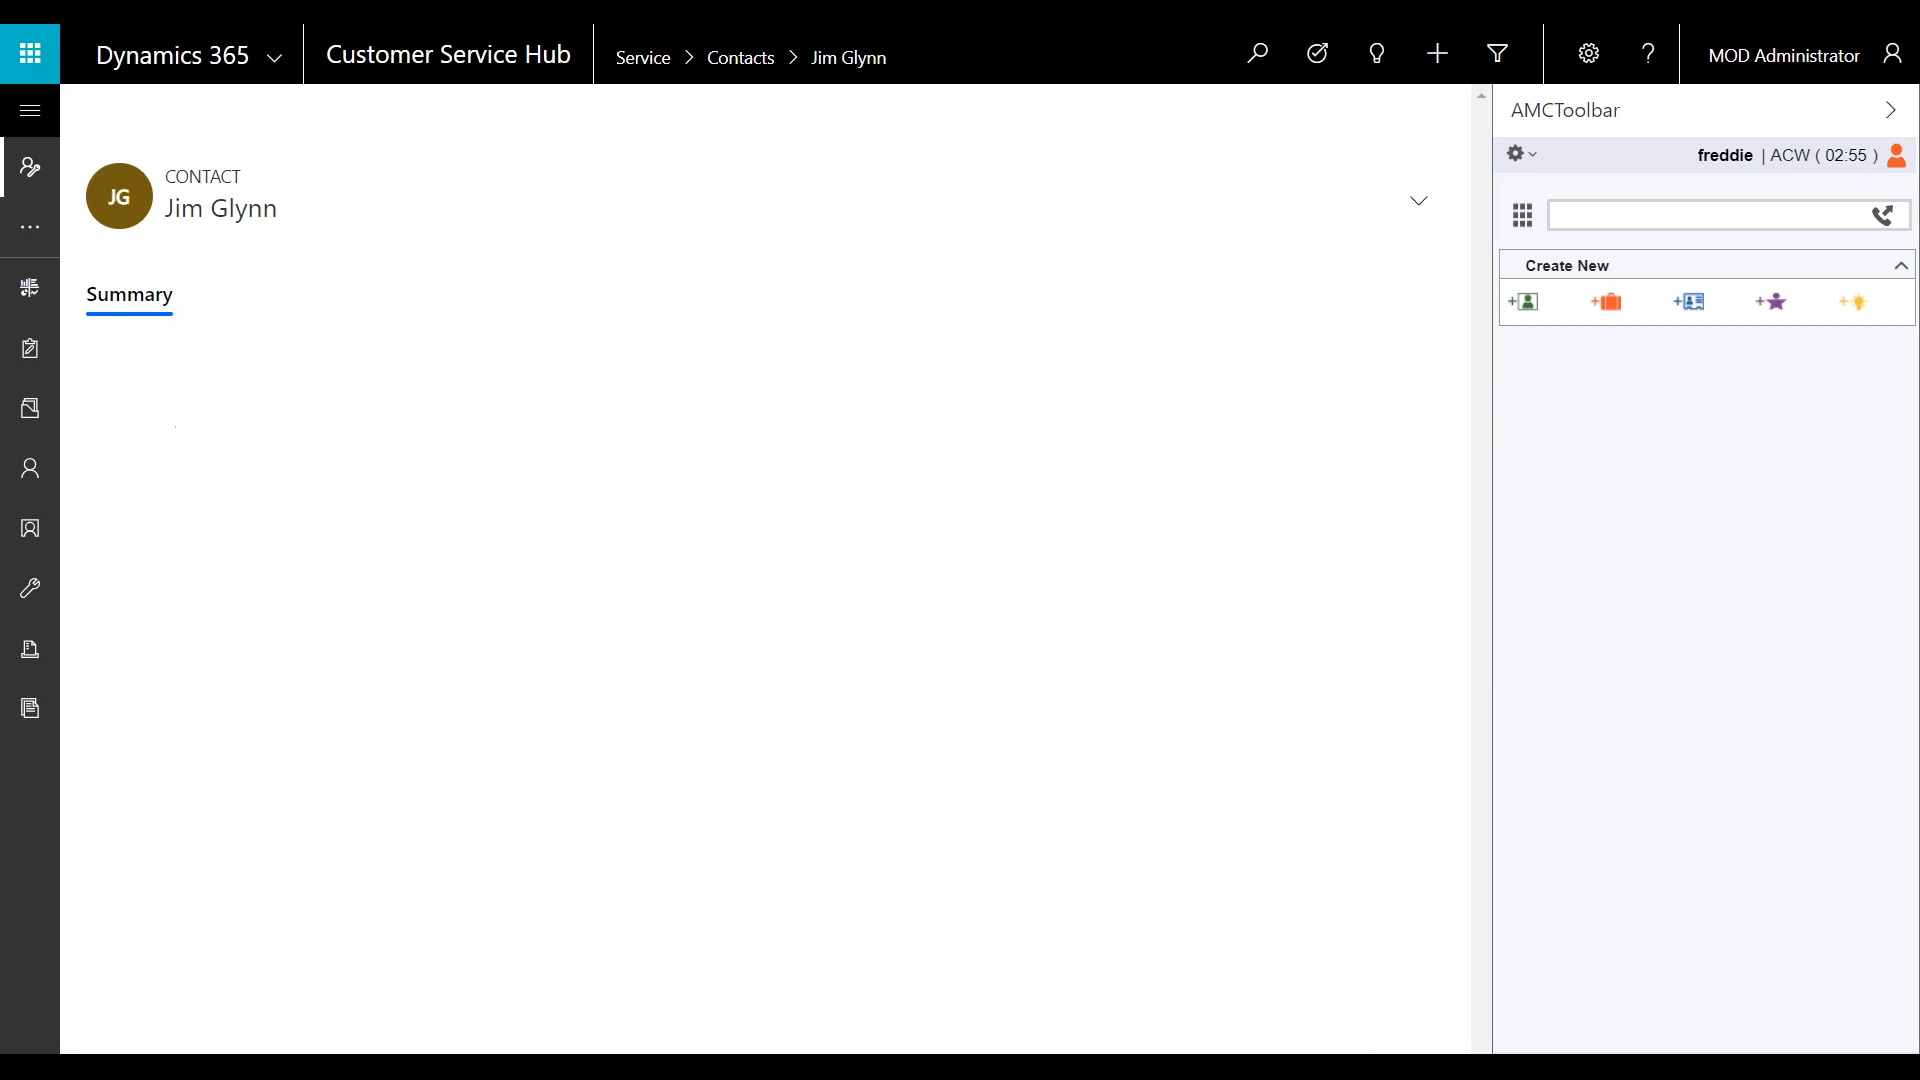 Dynamics 365
Customer Service Hub
Service > Contacts > Jim Glynn
MOD Administrator
AMCToolbar
freddie | ACW ( 02:55 )
JG
CONTACT
Jim Glynn
Create New
Summary